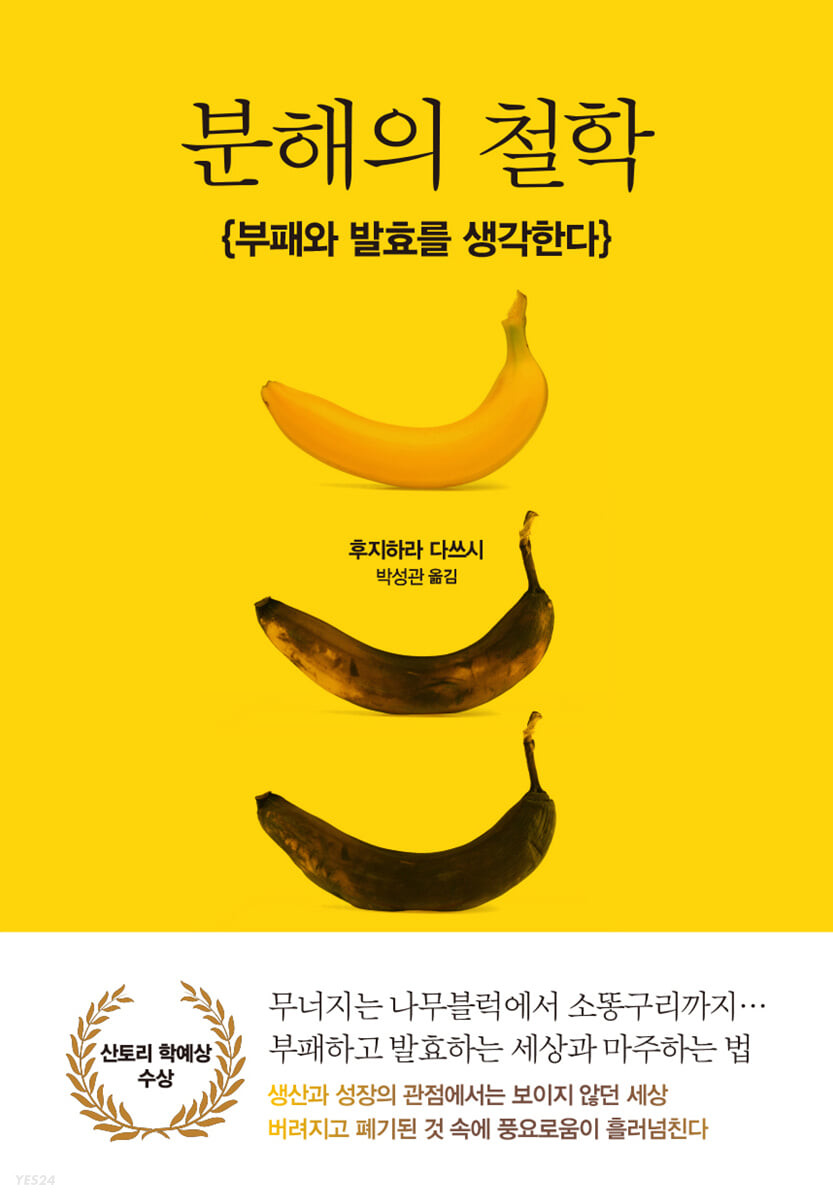 분해의 철학
{부패와 발효를 생각한다}
후지하라 다쓰시
박성관 옮김
산토리 학예상
수상
무너지는 나무블럭에서 소똥구리까지…
부패하고 발효하는 세상과 마주하는 법
생산과 성장의 관점에서는 보이지 않던 세상
버려지고 폐기된 것 속에 풍요로움이 흘러넘친다
YES24